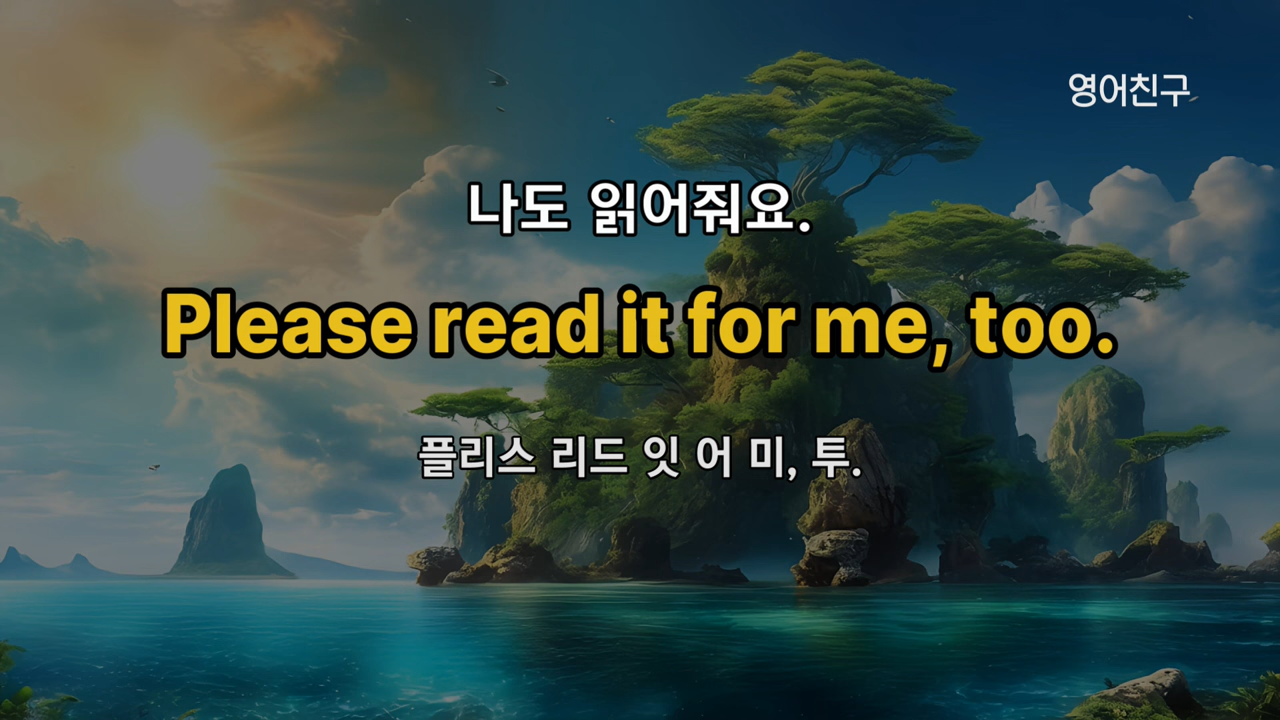 영어친구
나도 읽어줘요.
Please read it for me, too.
플리스 리드 잇 어 미, 투.